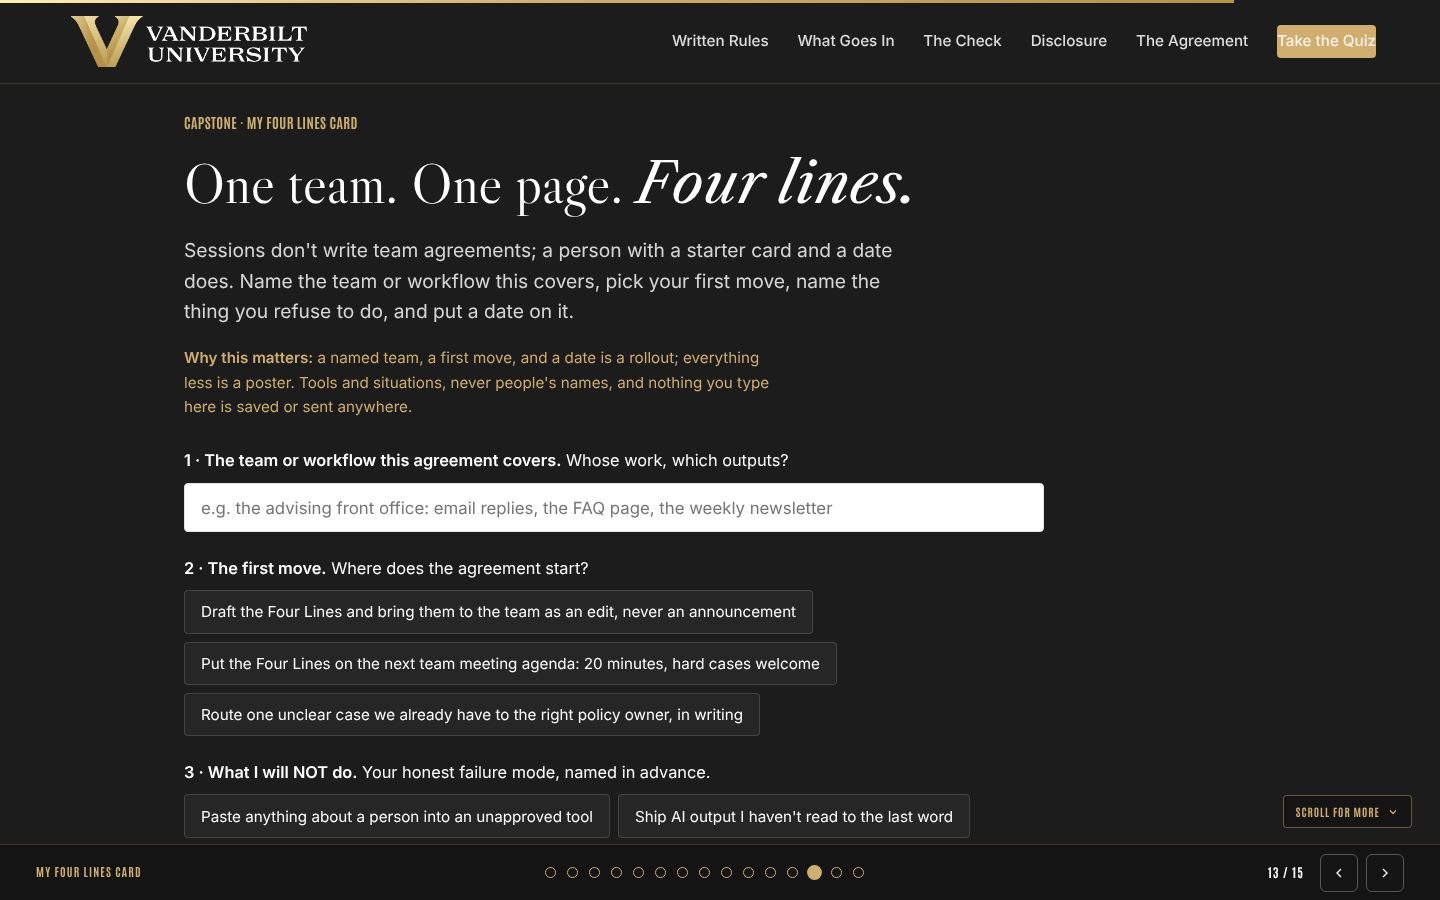 VANDERBILT
UNIVERSITY
Written Rules
What Goes In
The Check
Disclosure
The Agreement
Take the Quiz
CAPSTONE · MY FOUR LINES CARD
One team. One page. Four lines.
Sessions don't write team agreements; a person with a starter card and a date
does. Name the team or workflow this covers, pick your first move, name the
thing you refuse to do, and put a date on it.
Why this matters: a named team, a first move, and a date is a rollout; everything
less is a poster. Tools and situations, never people's names, and nothing you type
here is saved or sent anywhere.
1 · The team or workflow this agreement covers. Whose work, which outputs?
e.g. the advising front office: email replies, the FAQ page, the weekly newsletter
2 · The first move. Where does the agreement start?
Draft the Four Lines and bring them to the team as an edit, never an announcement
Put the Four Lines on the next team meeting agenda: 20 minutes, hard cases welcome
Route one unclear case we already have to the right policy owner, in writing
3 · What I will NOT do. Your honest failure mode, named in advance.
Paste anything about a person into an unapproved tool
Ship AI output I haven't read to the last word
SCROLL FOR MORE
MY FOUR LINES CARD
13 / 15